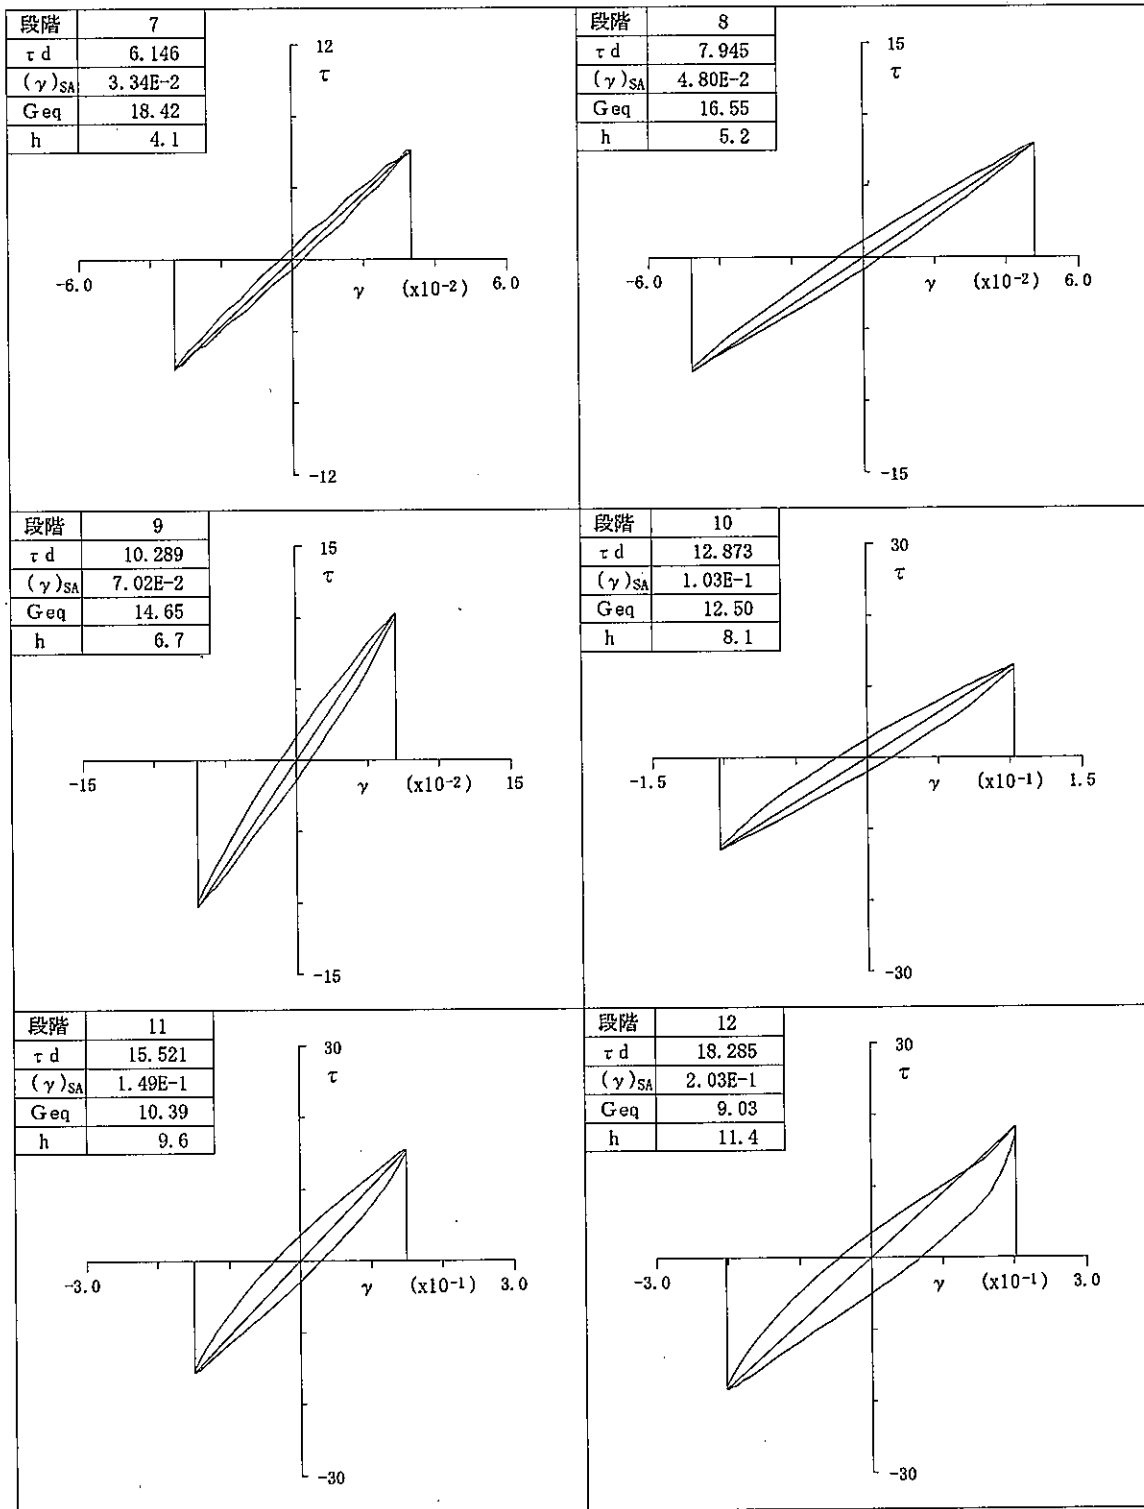 段階 7
τd 6.146
(γ)SA 3.34E-2
Geq 18.42
h 4.1
12
τ
-6.0
γ (x10-2) 6.0
-12
段階 8
τd 7.945
(γ)SA 4.80E-2
Geq 16.55
h 5.2
15
τ
-6.0
γ (x10-2) 6.0
-15
段階 9
τd 10.289
(γ)SA 7.02E-2
Geq 14.65
h 6.7
15
τ
-15
γ (x10-2) 15
-15
段階 10
τd 12.873
(γ)SA 1.03E-1
Geq 12.50
h 8.1
30
τ
-1.5
γ (x10-1) 1.5
-30
段階 11
τd 15.521
(γ)SA 1.49E-1
Geq 10.39
h 9.6
30
τ
-3.0
γ (x10-1) 3.0
-30
段階 12
τd 18.285
(γ)SA 2.03E-1
Geq 9.03
h 11.4
30
τ
-3.0
γ (x10-1) 3.0
-30